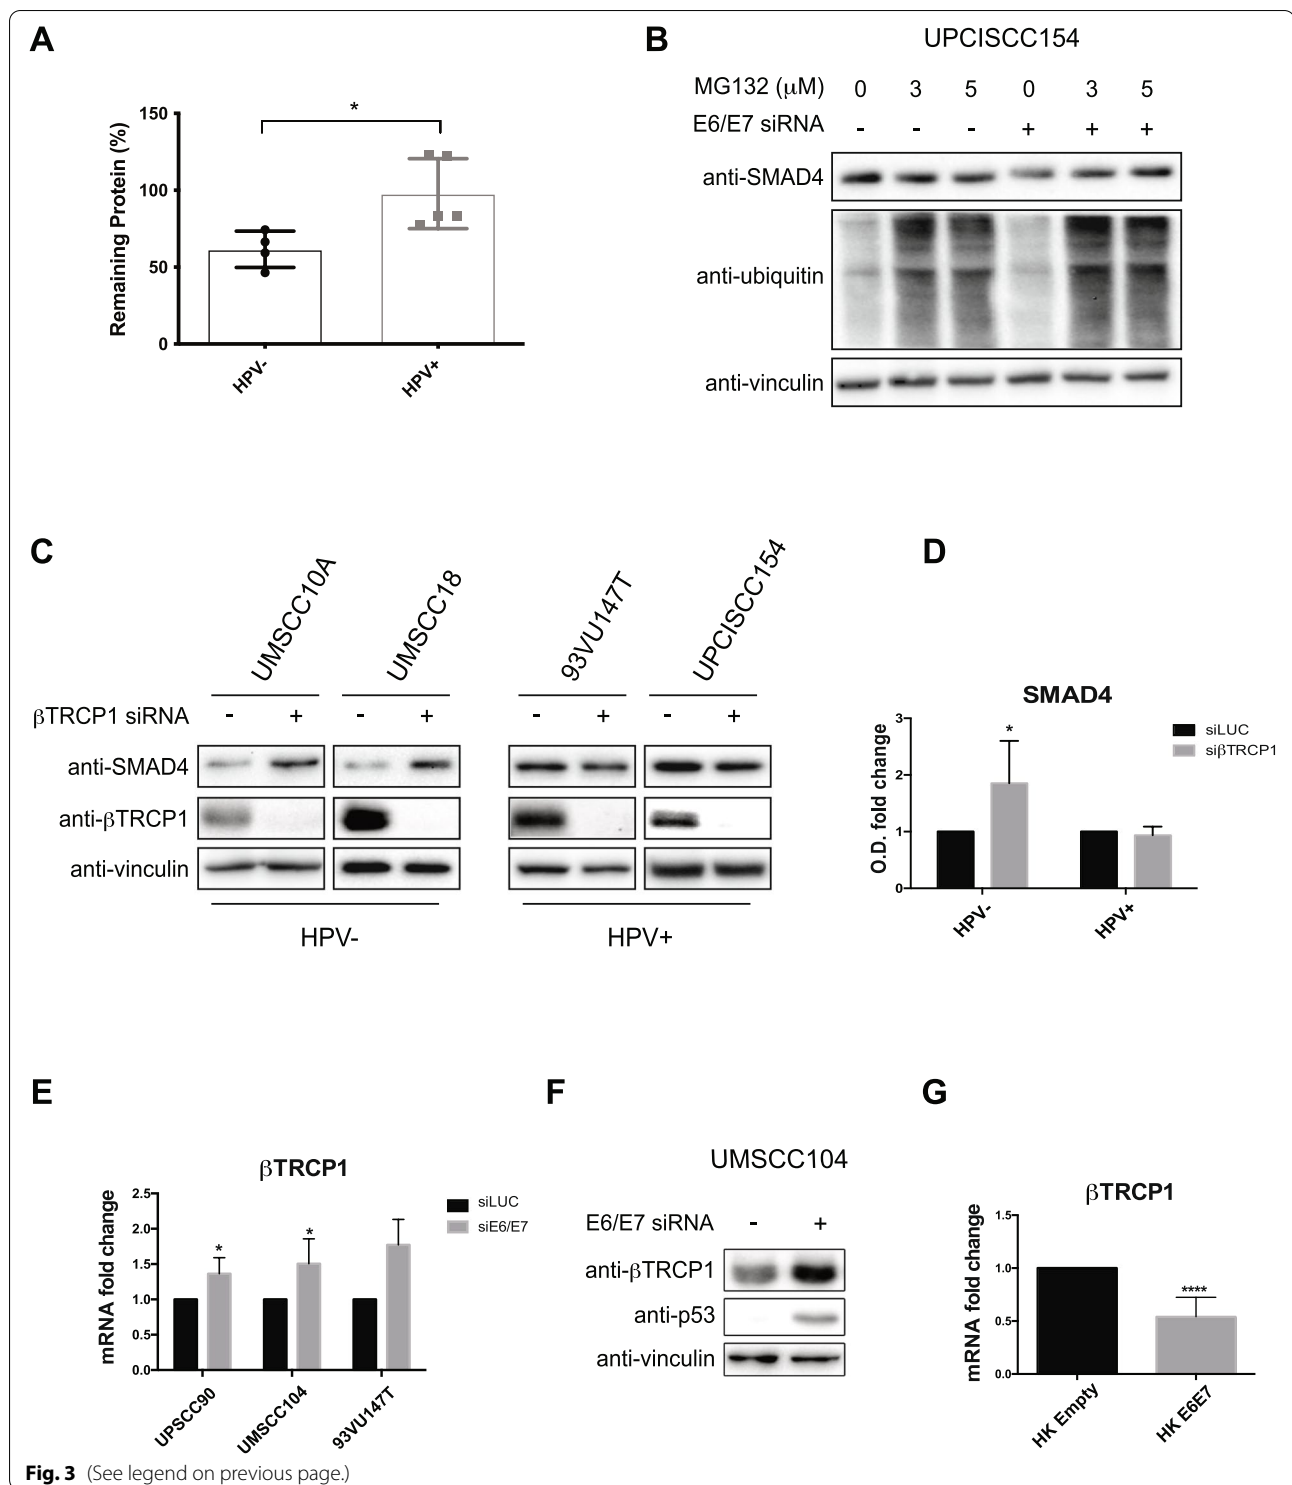 A
150
100
50
0
Remaining Protein (%)
*
HPV-
HPV+
B
UPCISCC154
MG132 (μM) 0 3 5 0 3 5
E6/E7 siRNA - - - + + +
anti-SMAD4
anti-ubiquitin
anti-vinculin
C
UMSCC10A
UMSCC18
93VU147T
UPCISCC154
βTRCP1 siRNA - + - + - + - +
anti-SMAD4
anti-βTRCP1
anti-vinculin
HPV-
HPV+
D
SMAD4
O.D. fold change
3
2
1
0
*
siLUC
siβTRCP1
HPV-
HPV+
E
βTRCP1
mRNA fold change
2.5
2.0
1.5
1.0
0.5
0.0
*
*
siLUC
siE6/E7
UPSCC90
UMSCC104
93VU147T
F
UMSCC104
E6/E7 siRNA - +
anti-βTRCP1
anti-p53
anti-vinculin
G
βTRCP1
mRNA fold change
1.5
1.0
0.5
0.0
****
HK Empty
HK E6E7
Fig. 3 (See legend on previous page.)